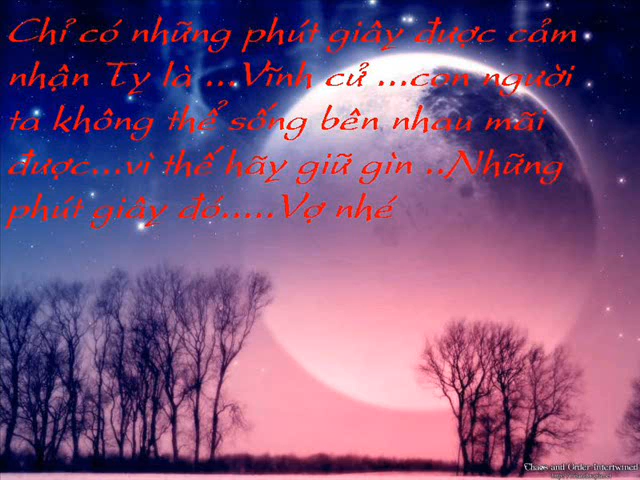 Chỉ có những phút giây được cảm
nhận Ty là ...Vĩnh cử ...con người
ta không thể sống bên nhau mãi
được...vì thế hãy giữ gìn ..Những
phút giây đó.....Vợ nhé
Chaos and Order Intertwined